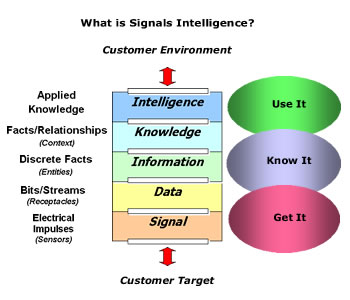 What is Signals Intelligence?
Customer Environment
Applied
Knowledge
Intelligence
Use It
Facts/Relationships
(Context)
Knowledge
Discrete Facts
(Entities)
Information
Know It
Bits/Streams
(Receptacles)
Data
Electrical
Impulses
(Sensors)
Signal
Get It
Customer Target